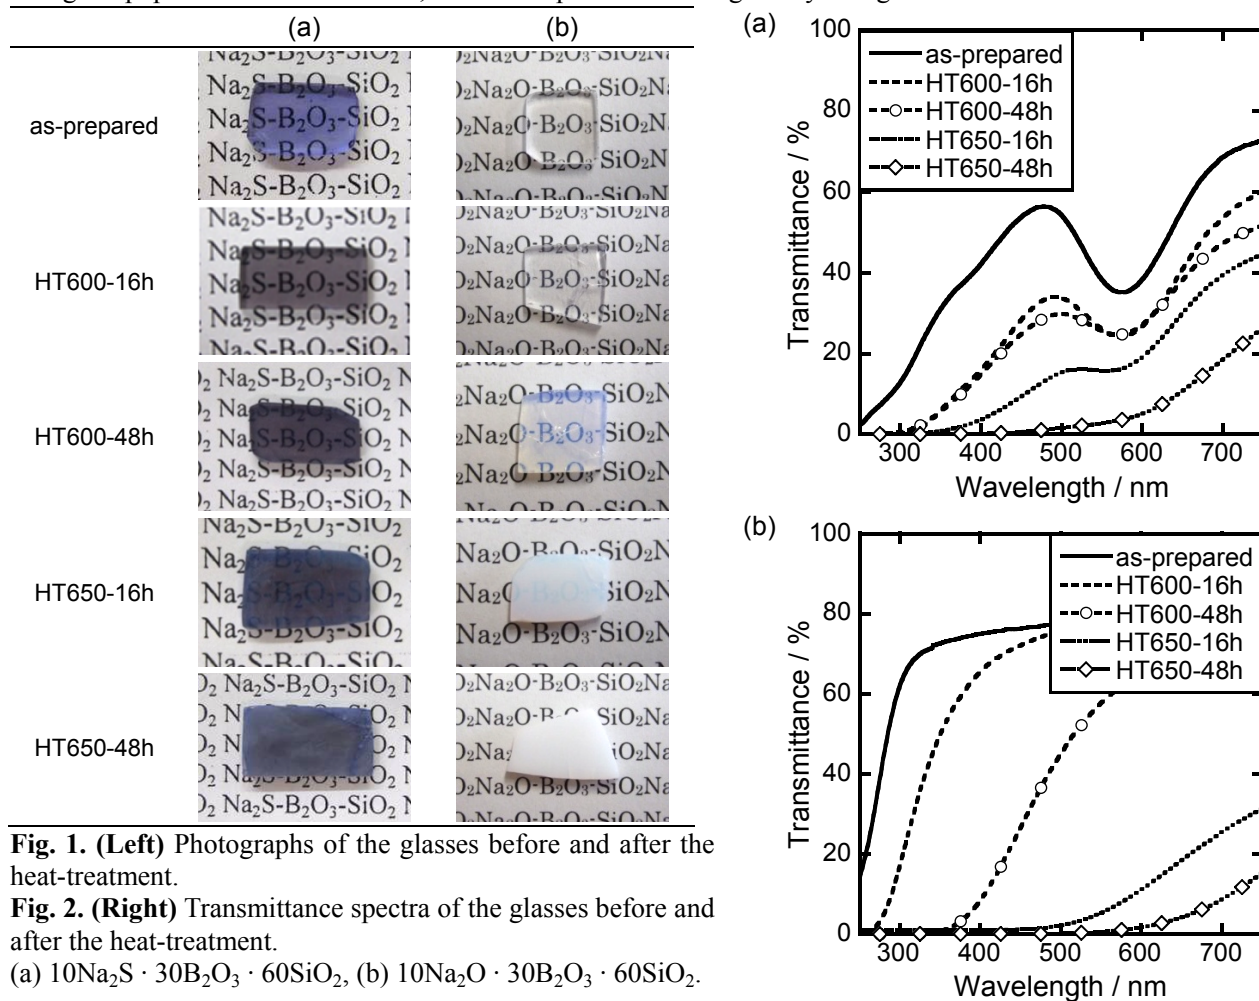 (a) (b)
as-prepared
HT600-16h
HT600-48h
HT650-16h
HT650-48h
Na₂S-B₂O₃-SiO₂
Na₂O-B₂O₃-SiO₂
Fig. 1. (Left) Photographs of the glasses before and after the
heat-treatment.
Fig. 2. (Right) Transmittance spectra of the glasses before and
after the heat-treatment.
(a) 10Na₂S · 30B₂O₃ · 60SiO₂, (b) 10Na₂O · 30B₂O₃ · 60SiO₂.
(a)
100
80
60
40
20
0
Transmittance / %
as-prepared
HT600-16h
HT600-48h
HT650-16h
HT650-48h
300 400 500 600 700
Wavelength / nm
(b)
100
80
60
40
20
0
Transmittance / %
as-prepared
HT600-16h
HT600-48h
HT650-16h
HT650-48h
300 400 500 600 700
Wavelength / nm